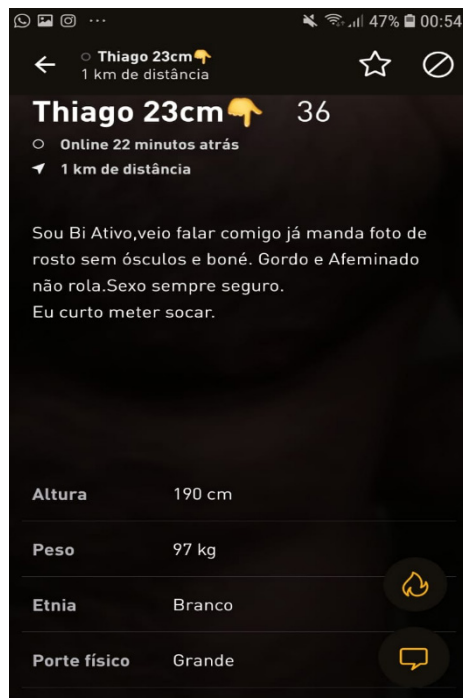 47% 00:54
Thiago 23cm👇
1 km de distância
Thiago 23cm👇 36
Online 22 minutos atrás
1 km de distância
Sou Bi Ativo,veio falar comigo já manda foto de
rosto sem ósculos e boné. Gordo e Afeminado
não rola.Sexo sempre seguro.
Eu curto meter socar.
Altura 190 cm
Peso 97 kg
Etnia Branco
Porte físico Grande